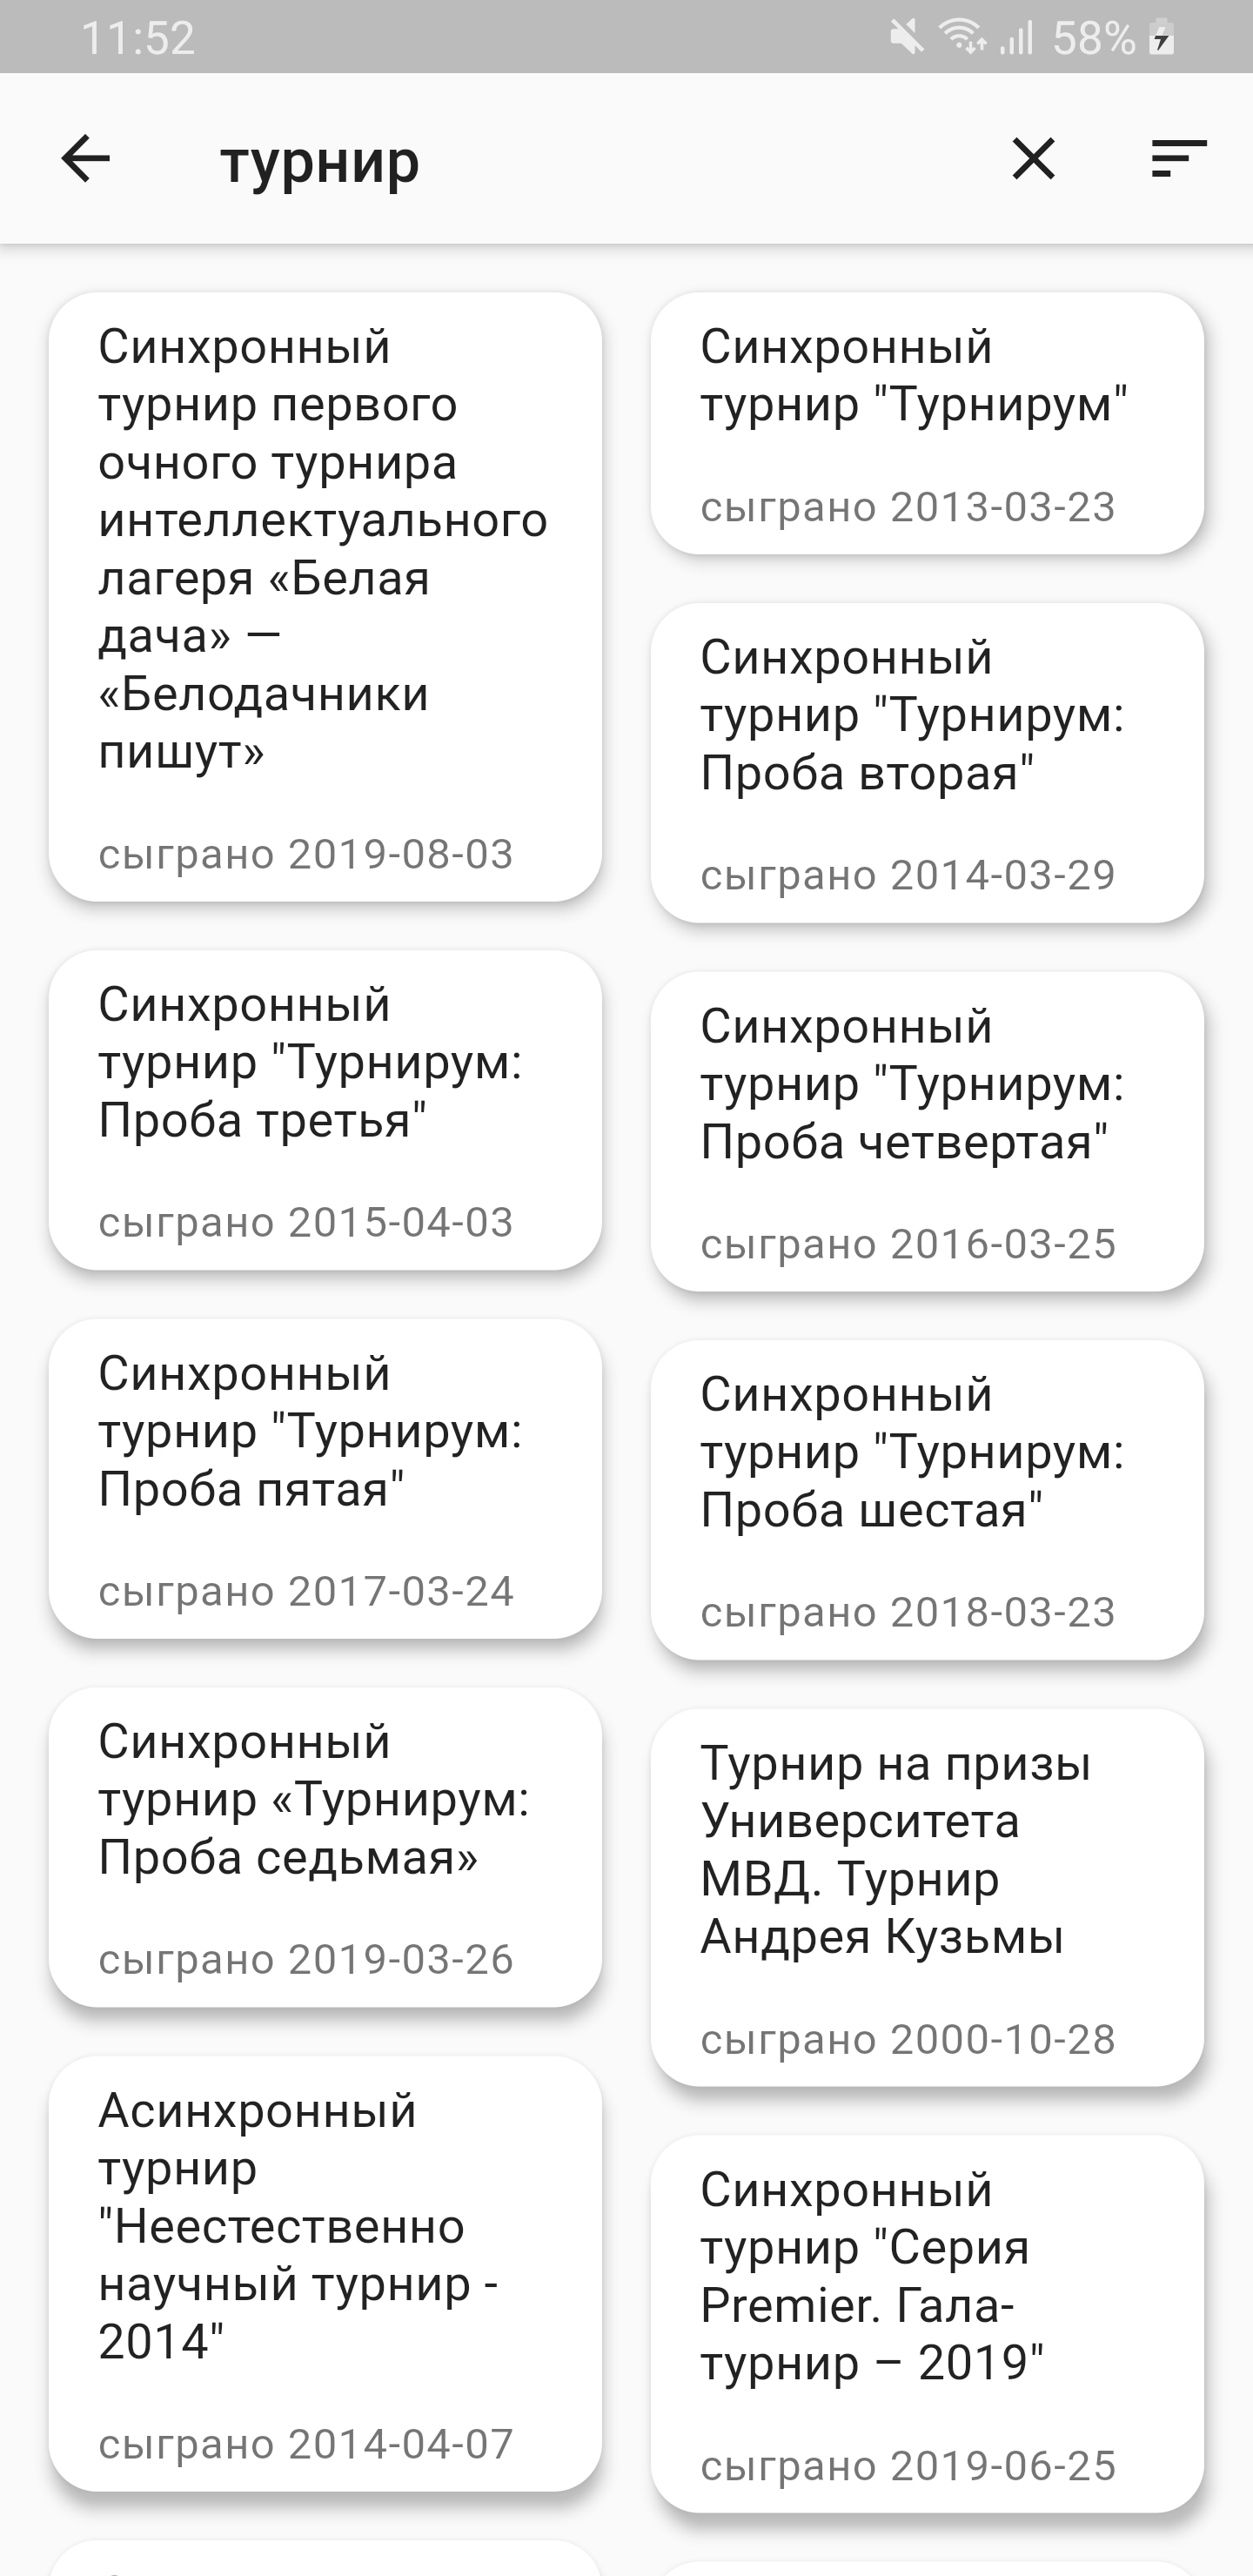 11:52
58%
турнир
Синхронный
турнир первого
очного турнира
интеллектуального
лагеря «Белая
дача» —
«Белодачники
пишут»
сыграно 2019-08-03
Синхронный
турнир "Турнирум"
сыграно 2013-03-23
Синхронный
турнир "Турнирум:
Проба вторая"
сыграно 2014-03-29
Синхронный
турнир "Турнирум:
Проба третья"
сыграно 2015-04-03
Синхронный
турнир "Турнирум:
Проба четвертая"
сыграно 2016-03-25
Синхронный
турнир "Турнирум:
Проба пятая"
сыграно 2017-03-24
Синхронный
турнир "Турнирум:
Проба шестая"
сыграно 2018-03-23
Синхронный
турнир «Турнирум:
Проба седьмая»
сыграно 2019-03-26
Турнир на призы
Университета
МВД. Турнир
Андрея Кузьмы
сыграно 2000-10-28
Асинхронный
турнир
"Неестественно
научный турнир -
2014"
сыграно 2014-04-07
Синхронный
турнир "Серия
Premier. Гала-
турнир – 2019"
сыграно 2019-06-25